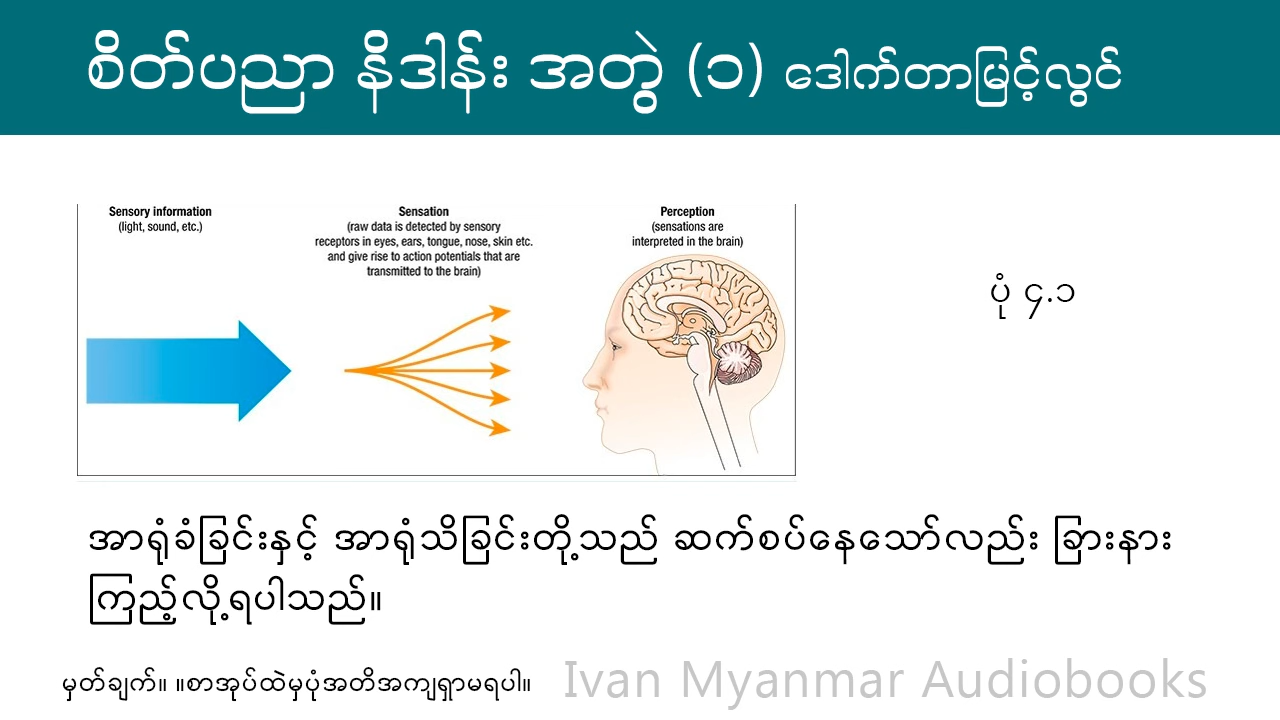 စိတ်ပညာ နိဒါန်း အတွဲ (၁) ဒေါက်တာမြင့်လွင်
Sensory information
(light, sound, etc.)
Sensation
(raw data is detected by sensory
receptors in eyes, ears, tongue, nose, skin etc.
and give rise to action potentials that are
transmitted to the brain)
Perception
(sensations are
interpreted in the brain)
ပုံ ၄.၁
အာရုံခံခြင်းနှင့် အာရုံသိခြင်းတို့သည် ဆက်စပ်နေသော်လည်း ခြားနား
ကြည့်လို့ရပါသည်။
မှတ်ချက်။ ။စာအုပ်ထဲမှပုံအတိအကျရှာမရပါ။
Ivan Myanmar Audiobooks